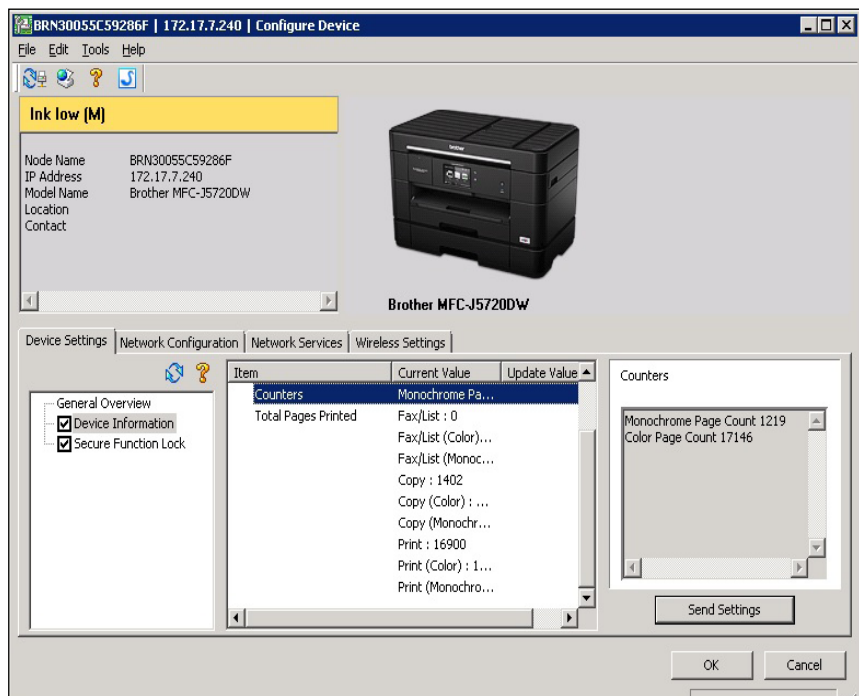 BRN30055C59286F | 172.17.7.240 | Configure Device
File Edit Tools Help
Ink low (M)
Node Name BRN30055C59286F
IP Address 172.17.7.240
Model Name Brother MFC-J5720DW
Location
Contact
brother
Brother MFC-J5720DW
Device Settings Network Configuration Network Services Wireless Settings
General Overview
Device Information
Secure Function Lock
Item Current Value Update Value
Counters Monochrome Pa...
Total Pages Printed Fax/List : 0
Fax/List (Color)...
Fax/List (Monoc...
Copy : 1402
Copy (Color) : ...
Copy (Monochr...
Print : 16900
Print (Color) : 1...
Print (Monochro...
Counters
Monochrome Page Count 1219
Color Page Count 17146
Send Settings
OK Cancel